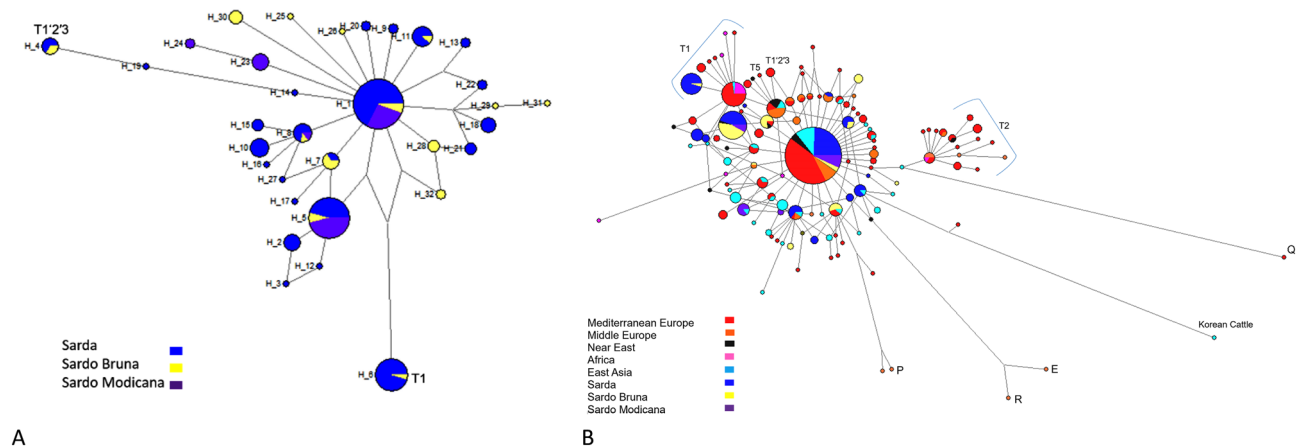 T1'2'3
H_4
H_19
H_14
H_24
H_23
H_30
H_25
H_26
H_20
H_9
H_11
H_13
H_1
H_22
H_29
H_31
H_18
H_21
H_15
H_8
H_10
H_16
H_27
H_7
H_17
H_28
H_32
H_5
H_2
H_12
H_3
H_6
T1
Sarda
Sardo Bruna
Sardo Modicana
A
T1
T5
T1'2'3
T2
Q
Korean Cattle
P
E
R
Mediterranean Europe
Middle Europe
Near East
Africa
East Asia
Sarda
Sardo Bruna
Sardo Modicana
B